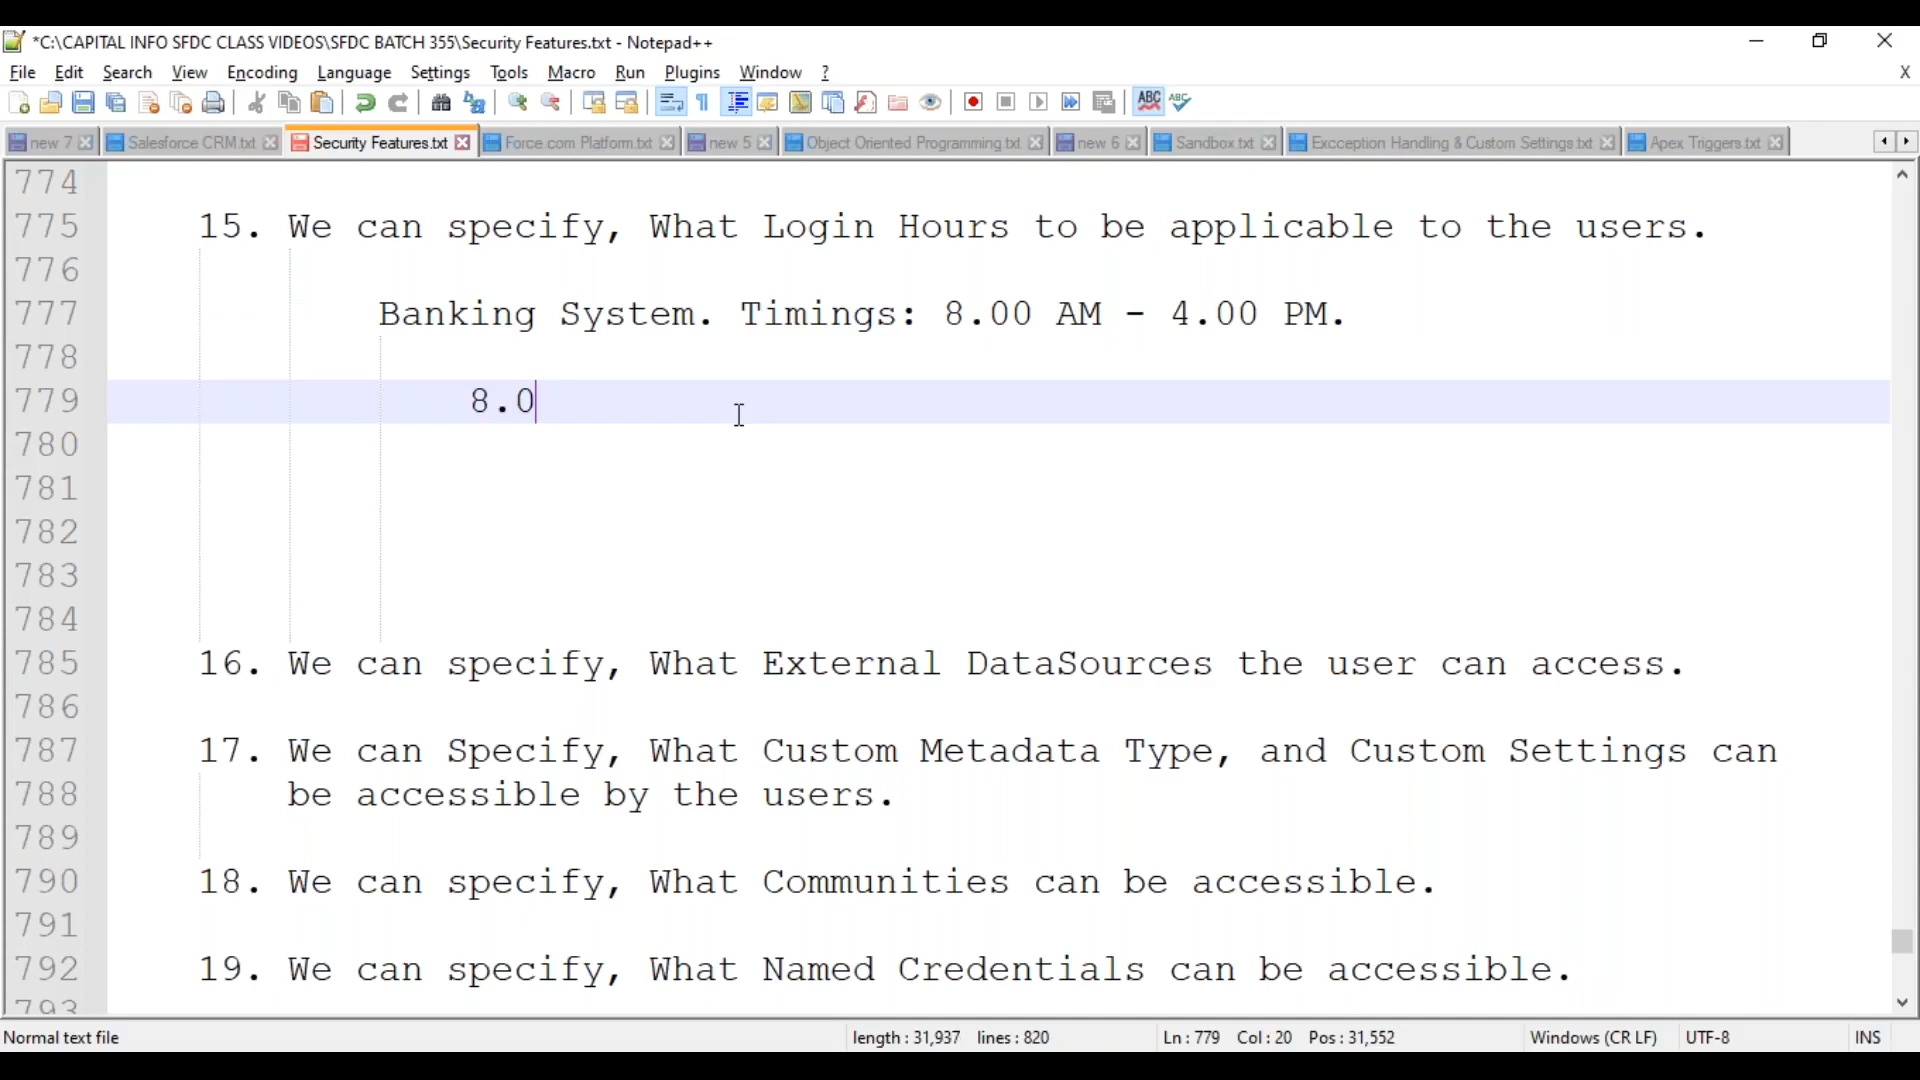 *C:\CAPITAL INFO SFDC CLASS VIDEOS\SFDC BATCH 355\Security Features.txt - Notepad++
File Edit Search View Encoding Language Settings Tools Macro Run Plugins Window ? X
new 7 Salesforce CRM.txt Security Features.txt Force.com Platform.txt new 5 Object Oriented Programming.txt new 6 Sandbox.txt Exccception Handling & Custom Settings.txt Apex Triggers.txt
774
775 15. We can specify, What Login Hours to be applicable to the users.
776
777 Banking System. Timings: 8.00 AM - 4.00 PM.
778
779 8.0
780
781
782
783
784
785 16. We can specify, What External DataSources the user can access.
786
787 17. We can Specify, What Custom Metadata Type, and Custom Settings can
788 be accessible by the users.
789
790 18. We can specify, What Communities can be accessible.
791
792 19. We can specify, What Named Credentials can be accessible.
793
Normal text file length : 31,937 lines : 820 Ln : 779 Col : 20 Pos : 31,552 Windows (CR LF) UTF-8 INS